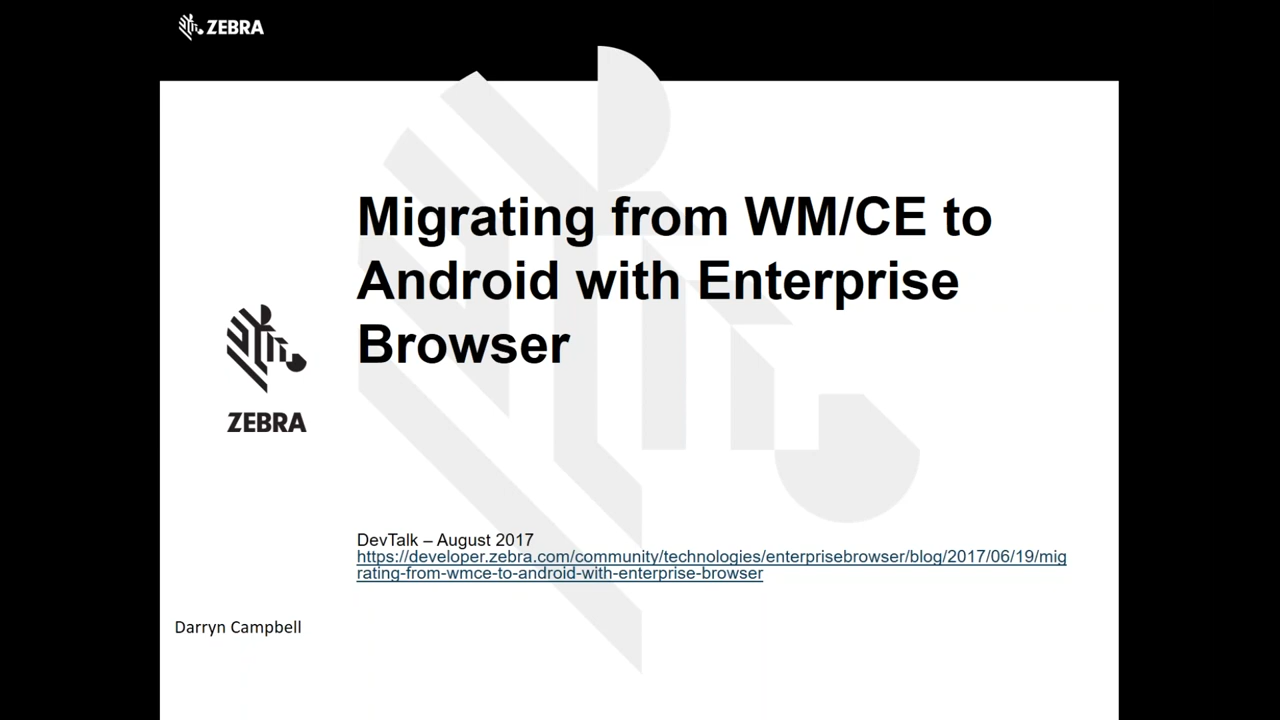 ZEBRA
Migrating from WM/CE to
Android with Enterprise
Browser
ZEBRA
DevTalk – August 2017
https://developer.zebra.com/community/technologies/enterprisebrowser/blog/2017/06/19/mig
rating-from-wmce-to-android-with-enterprise-browser
Darryn Campbell